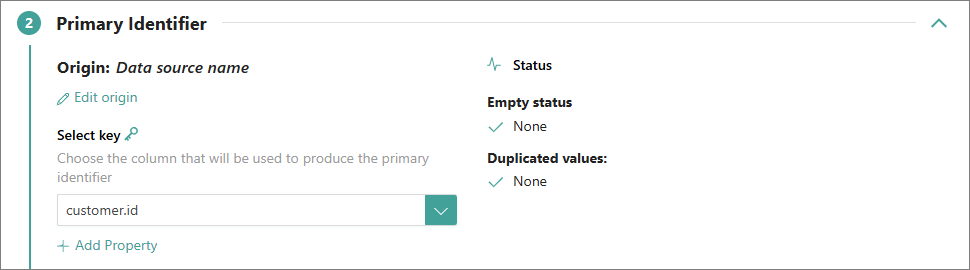 2 Primary Identifier
Origin: Data source name
Edit origin
Select key
Choose the column that will be used to produce the primary
identifier
customer.id
Add Property
Status
Empty status
None
Duplicated values:
None